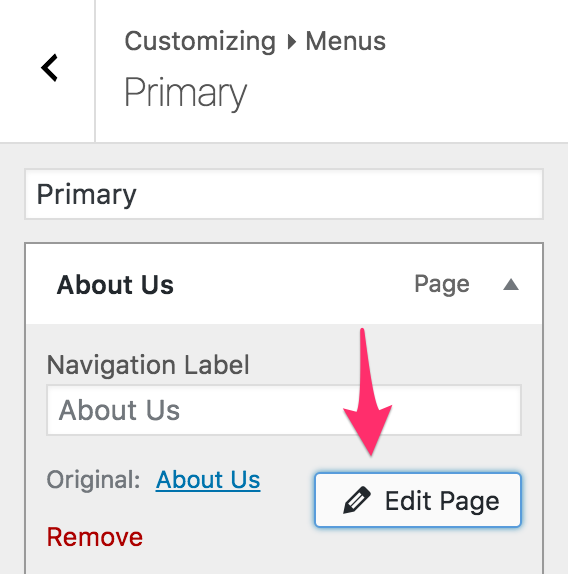 Customizing ▸ Menus
Primary
Primary
About Us Page ▲
Navigation Label
About Us
Original: About Us
Edit Page
Remove